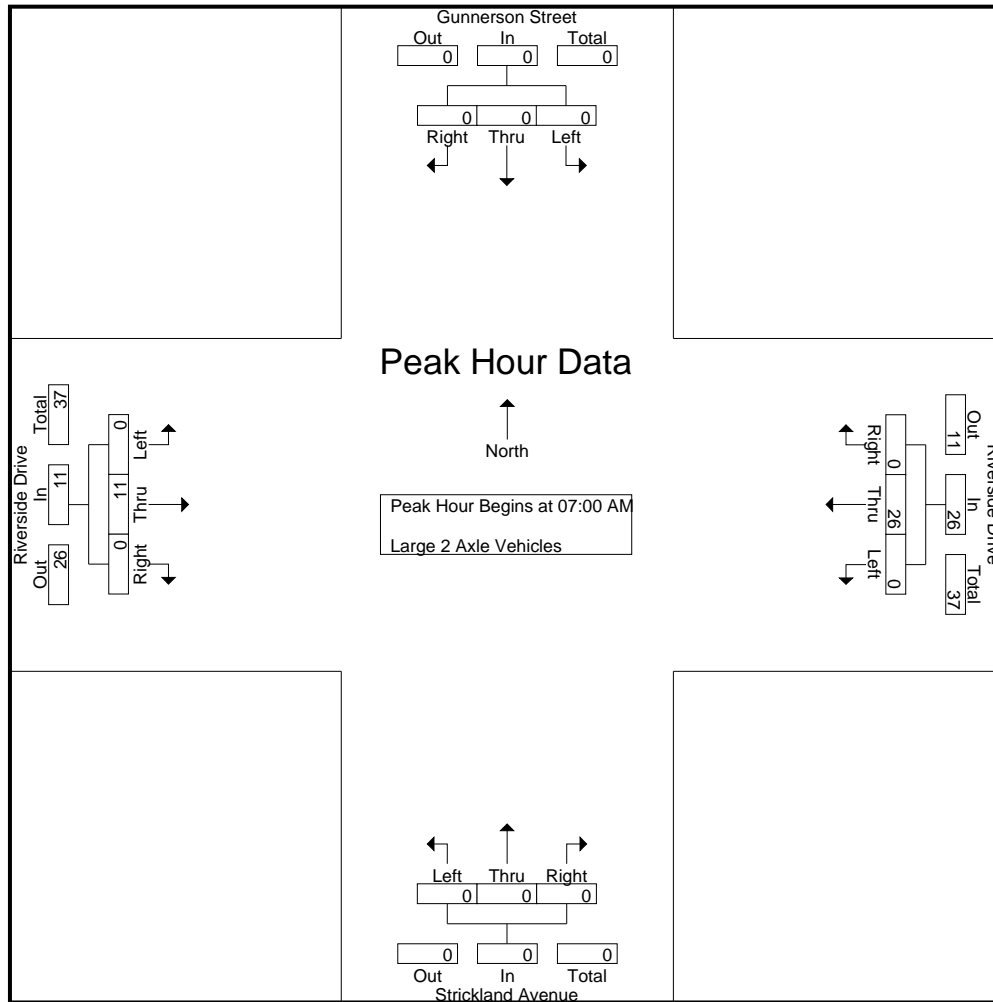 Gunnerson Street
Out In Total
0 0 0
0 0 0
Right Thru Left
Peak Hour Data
North
Peak Hour Begins at 07:00 AM
Large 2 Axle Vehicles
Riverside Drive
Total In Out
37 11 26
0 11 0
Left Thru Right
Right Thru Left
0 26 0
Out In Total
11 26 37
Riverside Drive
Left Thru Right
0 0 0
0 0 0
Out In Total
Strickland Avenue